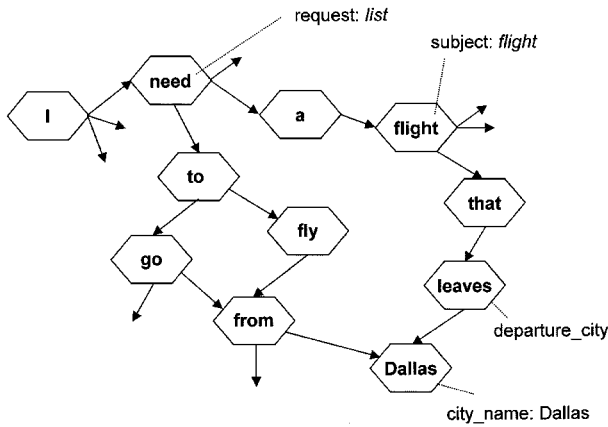 request: list
subject: flight
need
I
a
flight
to
that
fly
go
leaves
from
departure_city
Dallas
city_name: Dallas